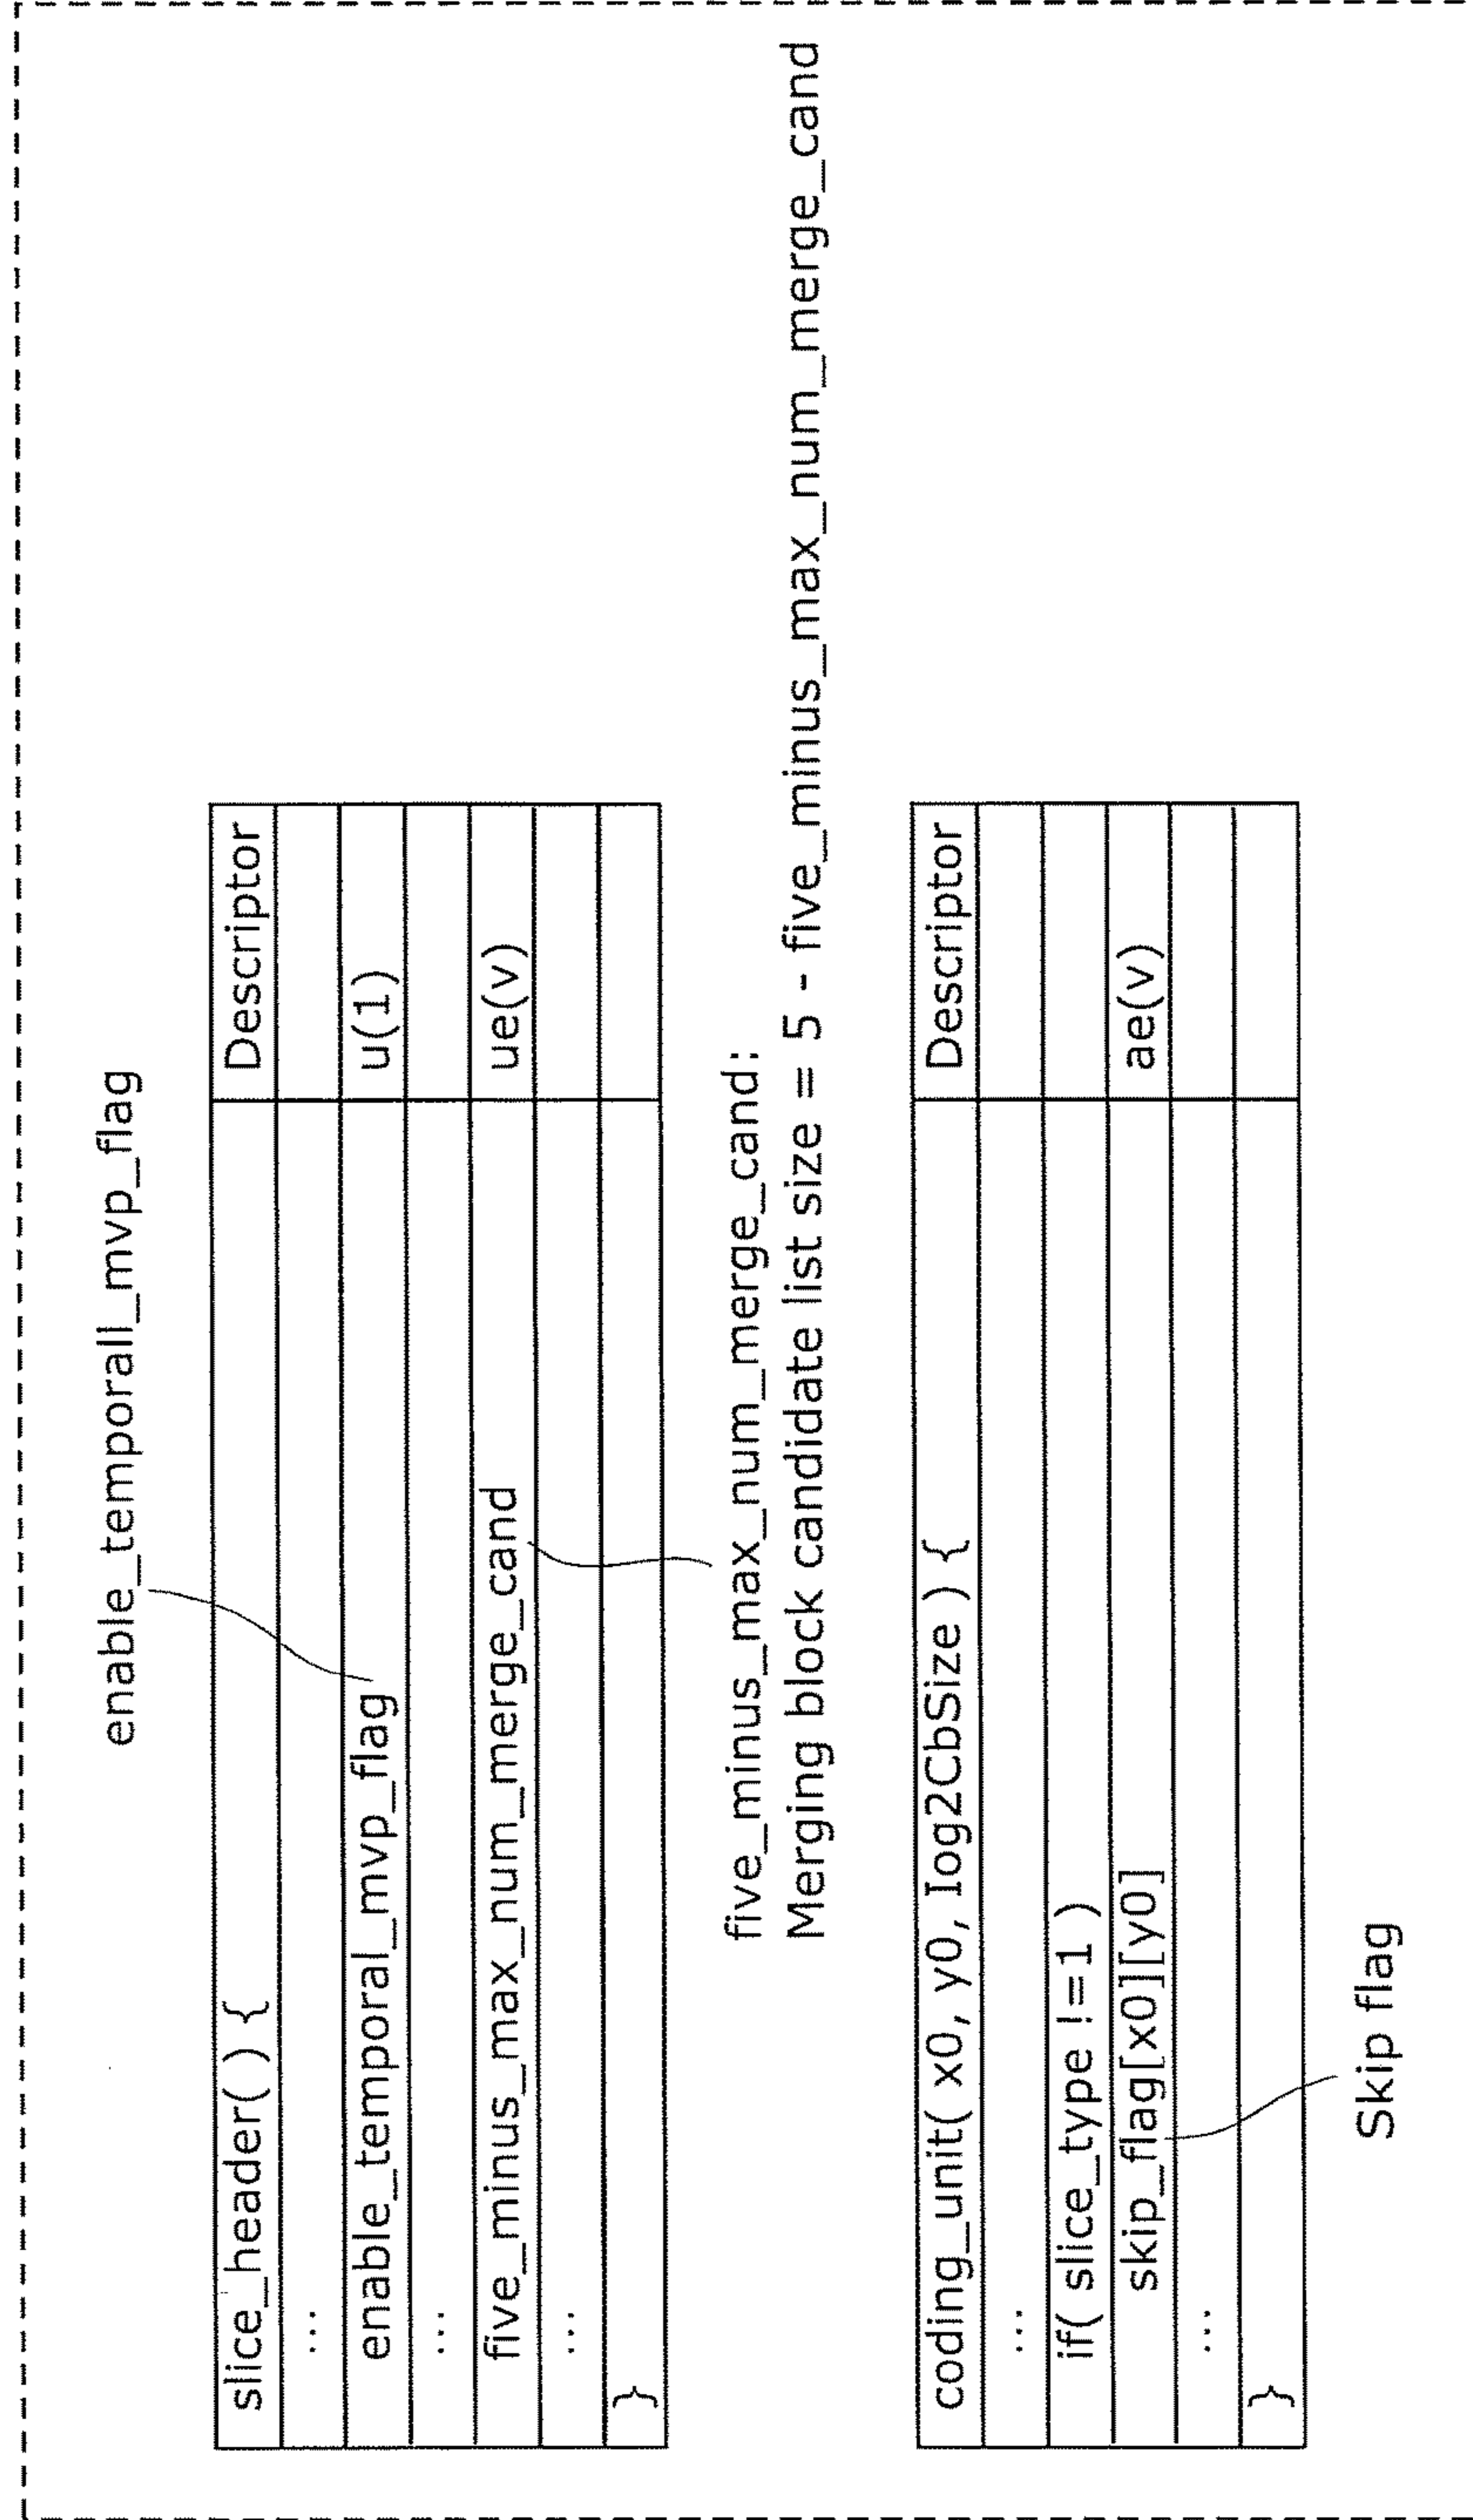 enable_temporall_mvp_flag
slice_header( ) { Descriptor
...
enable_temporal_mvp_flag u(1)
...
five_minus_max_num_merge_cand ue(v)
...
}
five_minus_max_num_merge_cand:
Merging block candidate list size = 5 - five_minus_max_num_merge_cand
coding_unit( x0, y0, Iog2CbSize ) { Descriptor
...
if( slice_type !=1 )
skip_flag[x0][y0] ae(v)
...
}
Skip flag